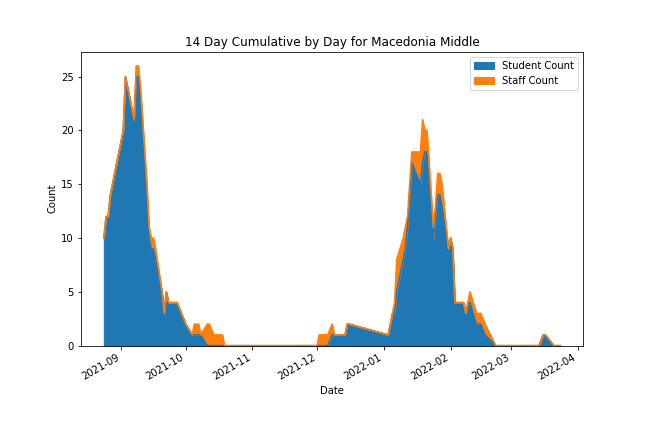 14 Day Cumulative by Day for Macedonia Middle
Student Count
Staff Count
25
20
15
10
5
0
Count
2021-09
2021-10
2021-11
2021-12
2022-01
2022-02
2022-03
2022-04
Date